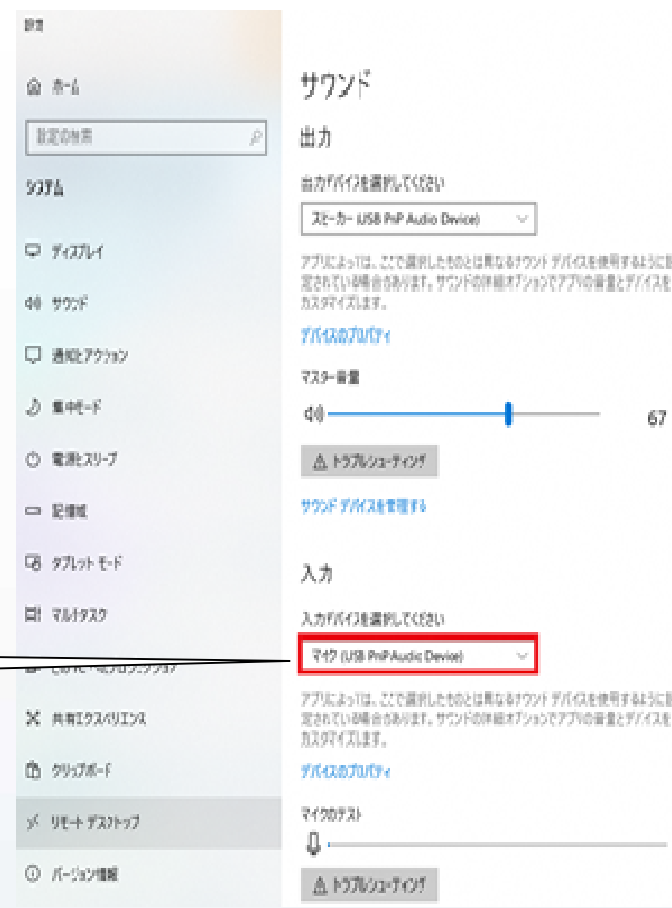 設定
ホーム
設定の検索
システム
ディスプレイ
サウンド
通知とアクション
集中モード
電源とスリープ
記憶域
タブレット モード
マルチタスク
共有エクスペリエンス
クリップボード
リモート デスクトップ
バージョン情報
サウンド
出力
出力デバイスを選択してください
スピーカー (USB PnP Audio Device)
アプリによっては、ここで選択したものとは異なるサウンド デバイスを使用するように設
定されている場合があります。サウンドの詳細オプションでアプリの音量とデバイスを
カスタマイズします。
デバイスのプロパティ
マスター音量
67
トラブルシューティング
サウンド デバイスを管理する
入力
入力デバイスを選択してください
マイク (USB PnP Audio Device)
アプリによっては、ここで選択したものとは異なるサウンド デバイスを使用するように設
定されている場合があります。サウンドの詳細オプションでアプリの音量とデバイスを
カスタマイズします。
デバイスのプロパティ
マイクのテスト
トラブルシューティング